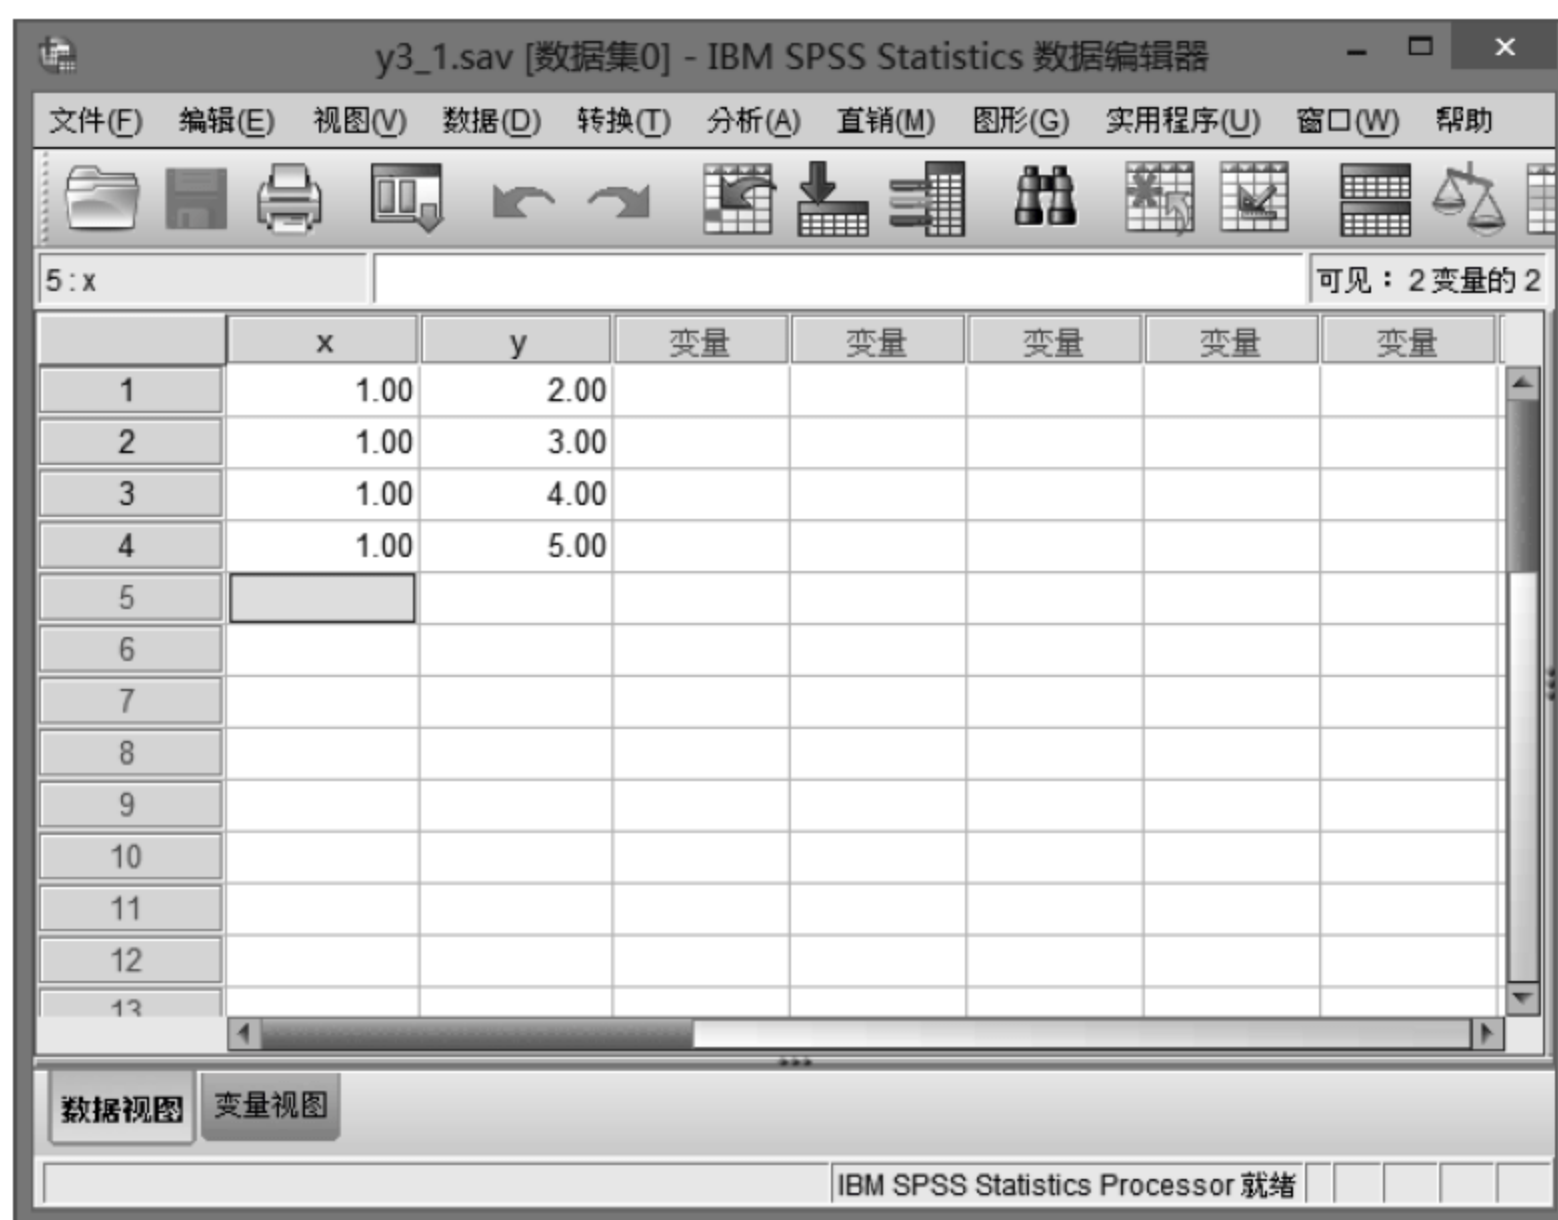 y3_1.sav [数据集0] - IBM SPSS Statistics 数据编辑器
文件(F) 编辑(E) 视图(V) 数据(D) 转换(T) 分析(A) 直销(M) 图形(G) 实用程序(U) 窗口(W) 帮助
5 : x 可见： 2 变量的 2
x y 变量 变量 变量 变量 变量
1 1.00 2.00
2 1.00 3.00
3 1.00 4.00
4 1.00 5.00
5
6
7
8
9
10
11
12
13
数据视图 变量视图
IBM SPSS Statistics Processor 就绪